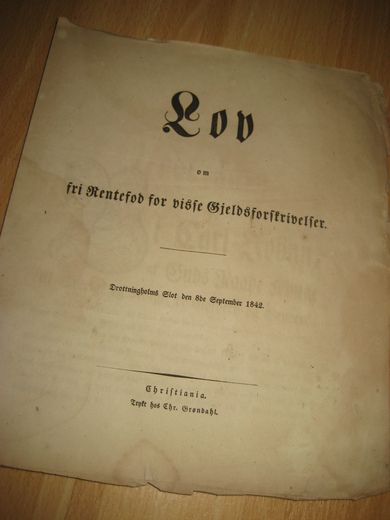 Lov
om
fri Rentefod for visse Gjeldsforskrivelser.
Drottningholms Slot den 8de September 1842.
Christiania.
Trykt hos Chr. Grøndahl.